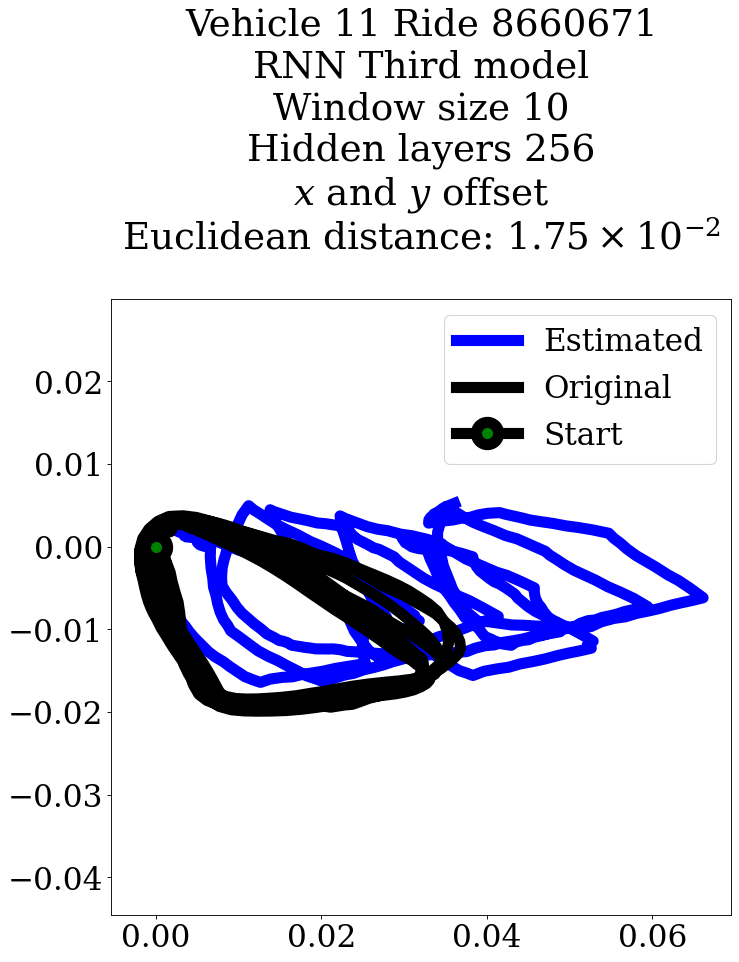 Vehicle 11 Ride 8660671
RNN Third model
Window size 10
Hidden layers 256
x and y offset
Euclidean distance: 1.75 × 10⁻²
Estimated
Original
Start
0.02
0.01
0.00
−0.01
−0.02
−0.03
−0.04
0.00 0.02 0.04 0.06